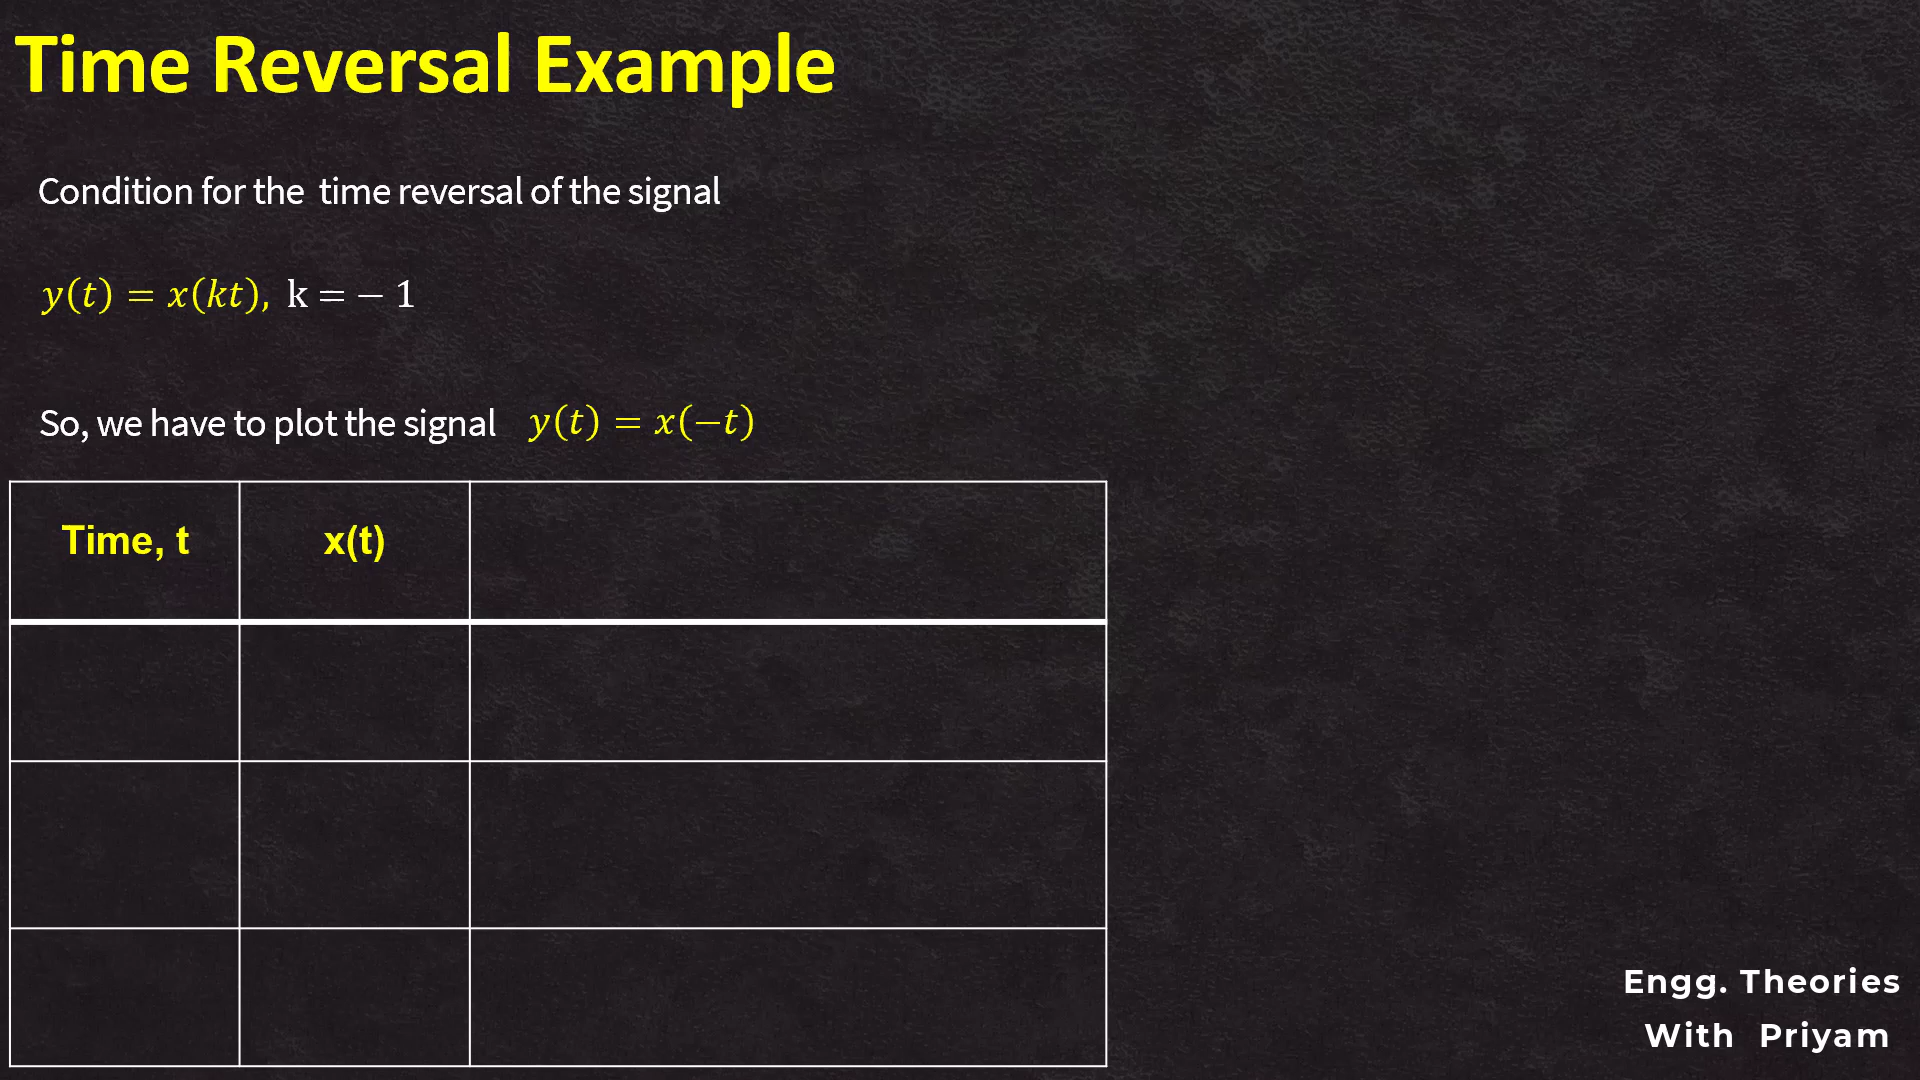 Time Reversal Example
Condition for the time reversal of the signal
y(t) = x(kt), k = − 1
So, we have to plot the signal y(t) = x(−t)
Time, t x(t)
Engg. Theories
With Priyam